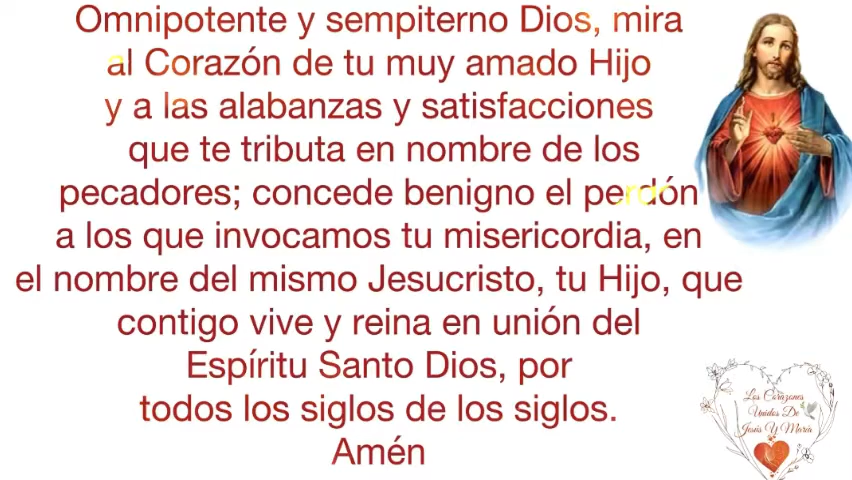 Omnipotente y sempiterno Dios, mira
al Corazón de tu muy amado Hijo
y a las alabanzas y satisfacciones
que te tributa en nombre de los
pecadores; concede benigno el perdón
a los que invocamos tu misericordia, en
el nombre del mismo Jesucristo, tu Hijo, que
contigo vive y reina en unión del
Espíritu Santo Dios, por
todos los siglos de los siglos.
Amén
Los Corazones
Unidos De
Jesús Y María